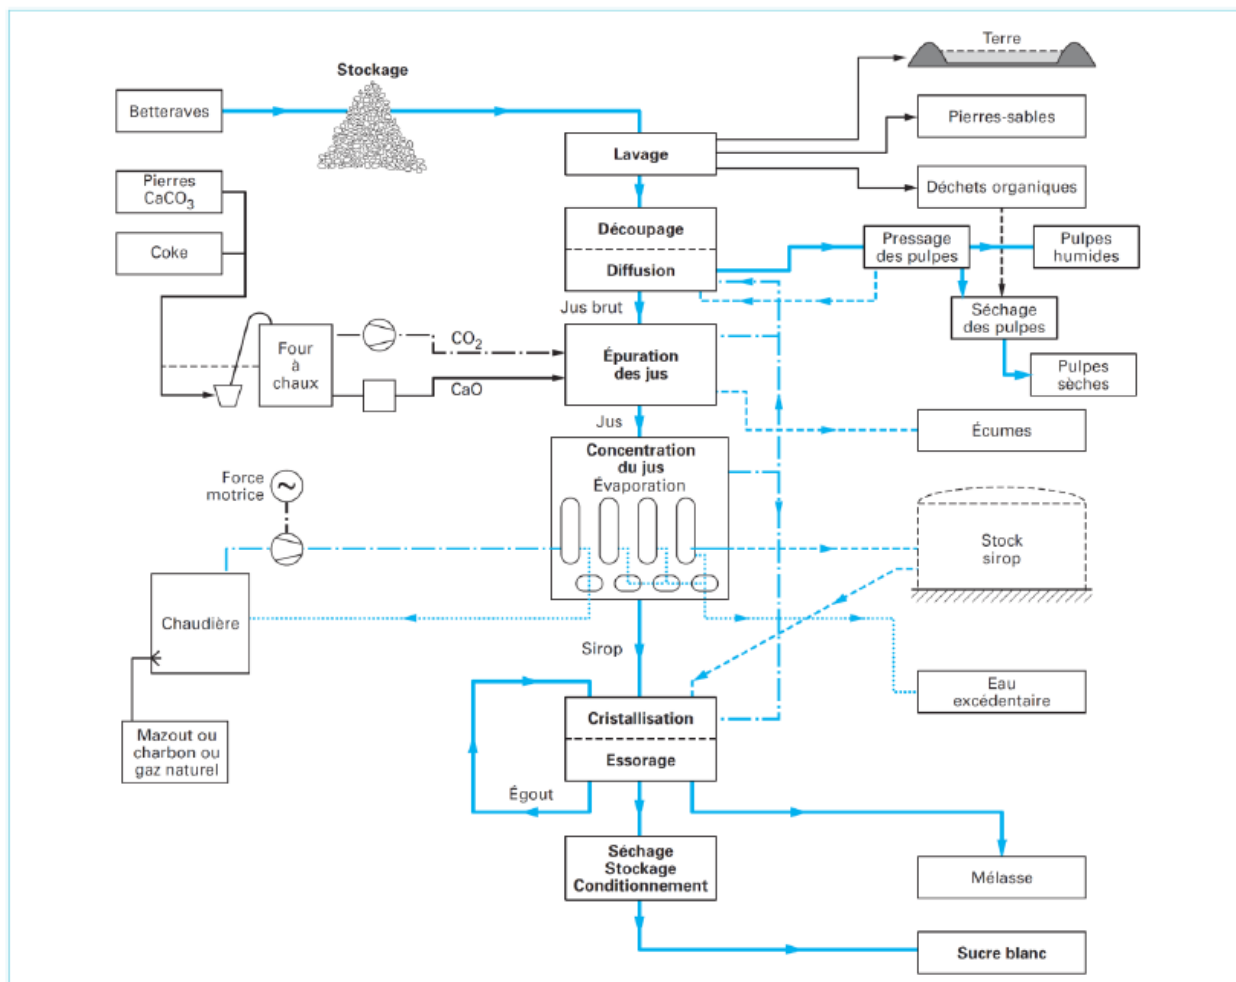 Terre
Stockage
Betteraves
Pierres-sables
Lavage
Pierres
CaCO3
Déchets organiques
Découpage
Coke
Pressage
des pulpes
Pulpes
humides
Diffusion
Jus brut
Séchage
des pulpes
Four
à
chaux
CO2
Épuration
des jus
Pulpes
sèches
CaO
Jus
Écumes
Concentration
du jus
Évaporation
Force
motrice
~
Stock
sirop
Chaudière
Sirop
Eau
excédentaire
Cristallisation
Mazout ou
charbon ou
gaz naturel
Essorage
Égout
Séchage
Stockage
Conditionnement
Mélasse
Sucre blanc